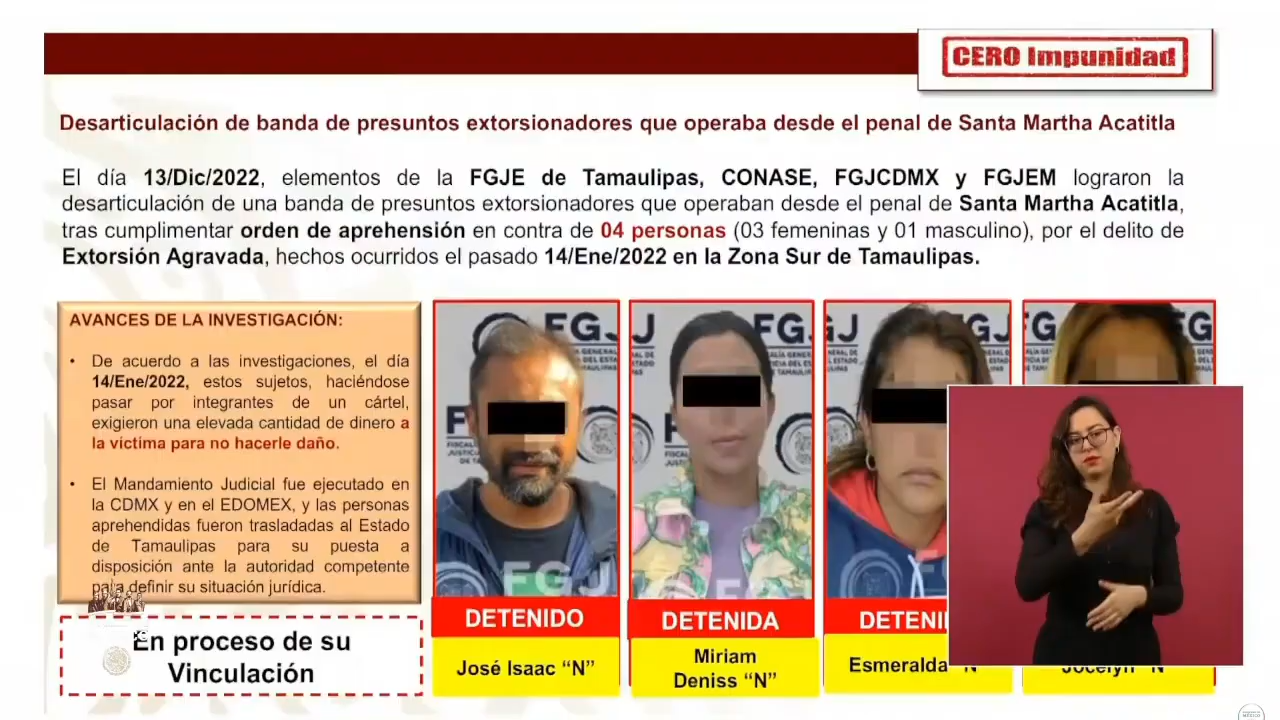 CERO Impunidad
Desarticulación de banda de presuntos extorsionadores que operaba desde el penal de Santa Martha Acatitla
El día 13/Dic/2022, elementos de la FGJE de Tamaulipas, CONASE, FGJCDMX y FGJEM lograron la
desarticulación de una banda de presuntos extorsionadores que operaban desde el penal de Santa Martha Acatitla,
tras cumplimentar orden de aprehensión en contra de 04 personas (03 femeninas y 01 masculino), por el delito de
Extorsión Agravada, hechos ocurridos el pasado 14/Ene/2022 en la Zona Sur de Tamaulipas.
AVANCES DE LA INVESTIGACIÓN:
• De acuerdo a las investigaciones, el día
14/Ene/2022, estos sujetos, haciéndose
pasar por integrantes de un cártel,
exigieron una elevada cantidad de dinero a
la víctima para no hacerle daño.
• El Mandamiento Judicial fue ejecutado en
la CDMX y en el EDOMEX, y las personas
aprehendidas fueron trasladadas al Estado
de Tamaulipas para su puesta a
disposición ante la autoridad competente
para definir su situación jurídica.
En proceso de su
Vinculación
FGJ
FGJ
DETENIDO
José Isaac “N”
FGJ
DETENIDA
Miriam
Deniss “N”
DETENI
Esmeralda “N”
Jocelyn “N”
MÉXICO